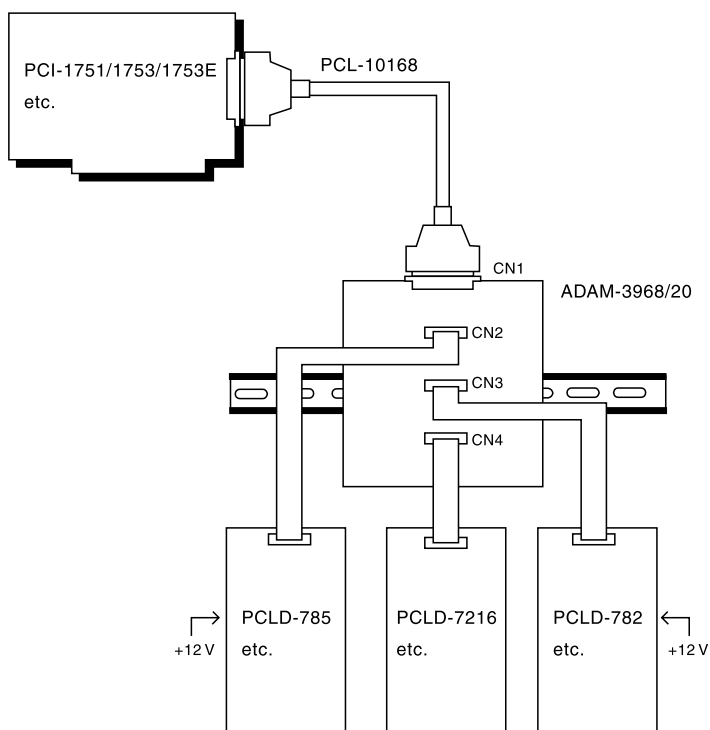 PCI-1751/1753/1753E
etc.
PCL-10168
CN1
ADAM-3968/20
CN2
CN3
CN4
PCLD-785
etc.
+12 V
PCLD-7216
etc.
PCLD-782
etc.
+12 V